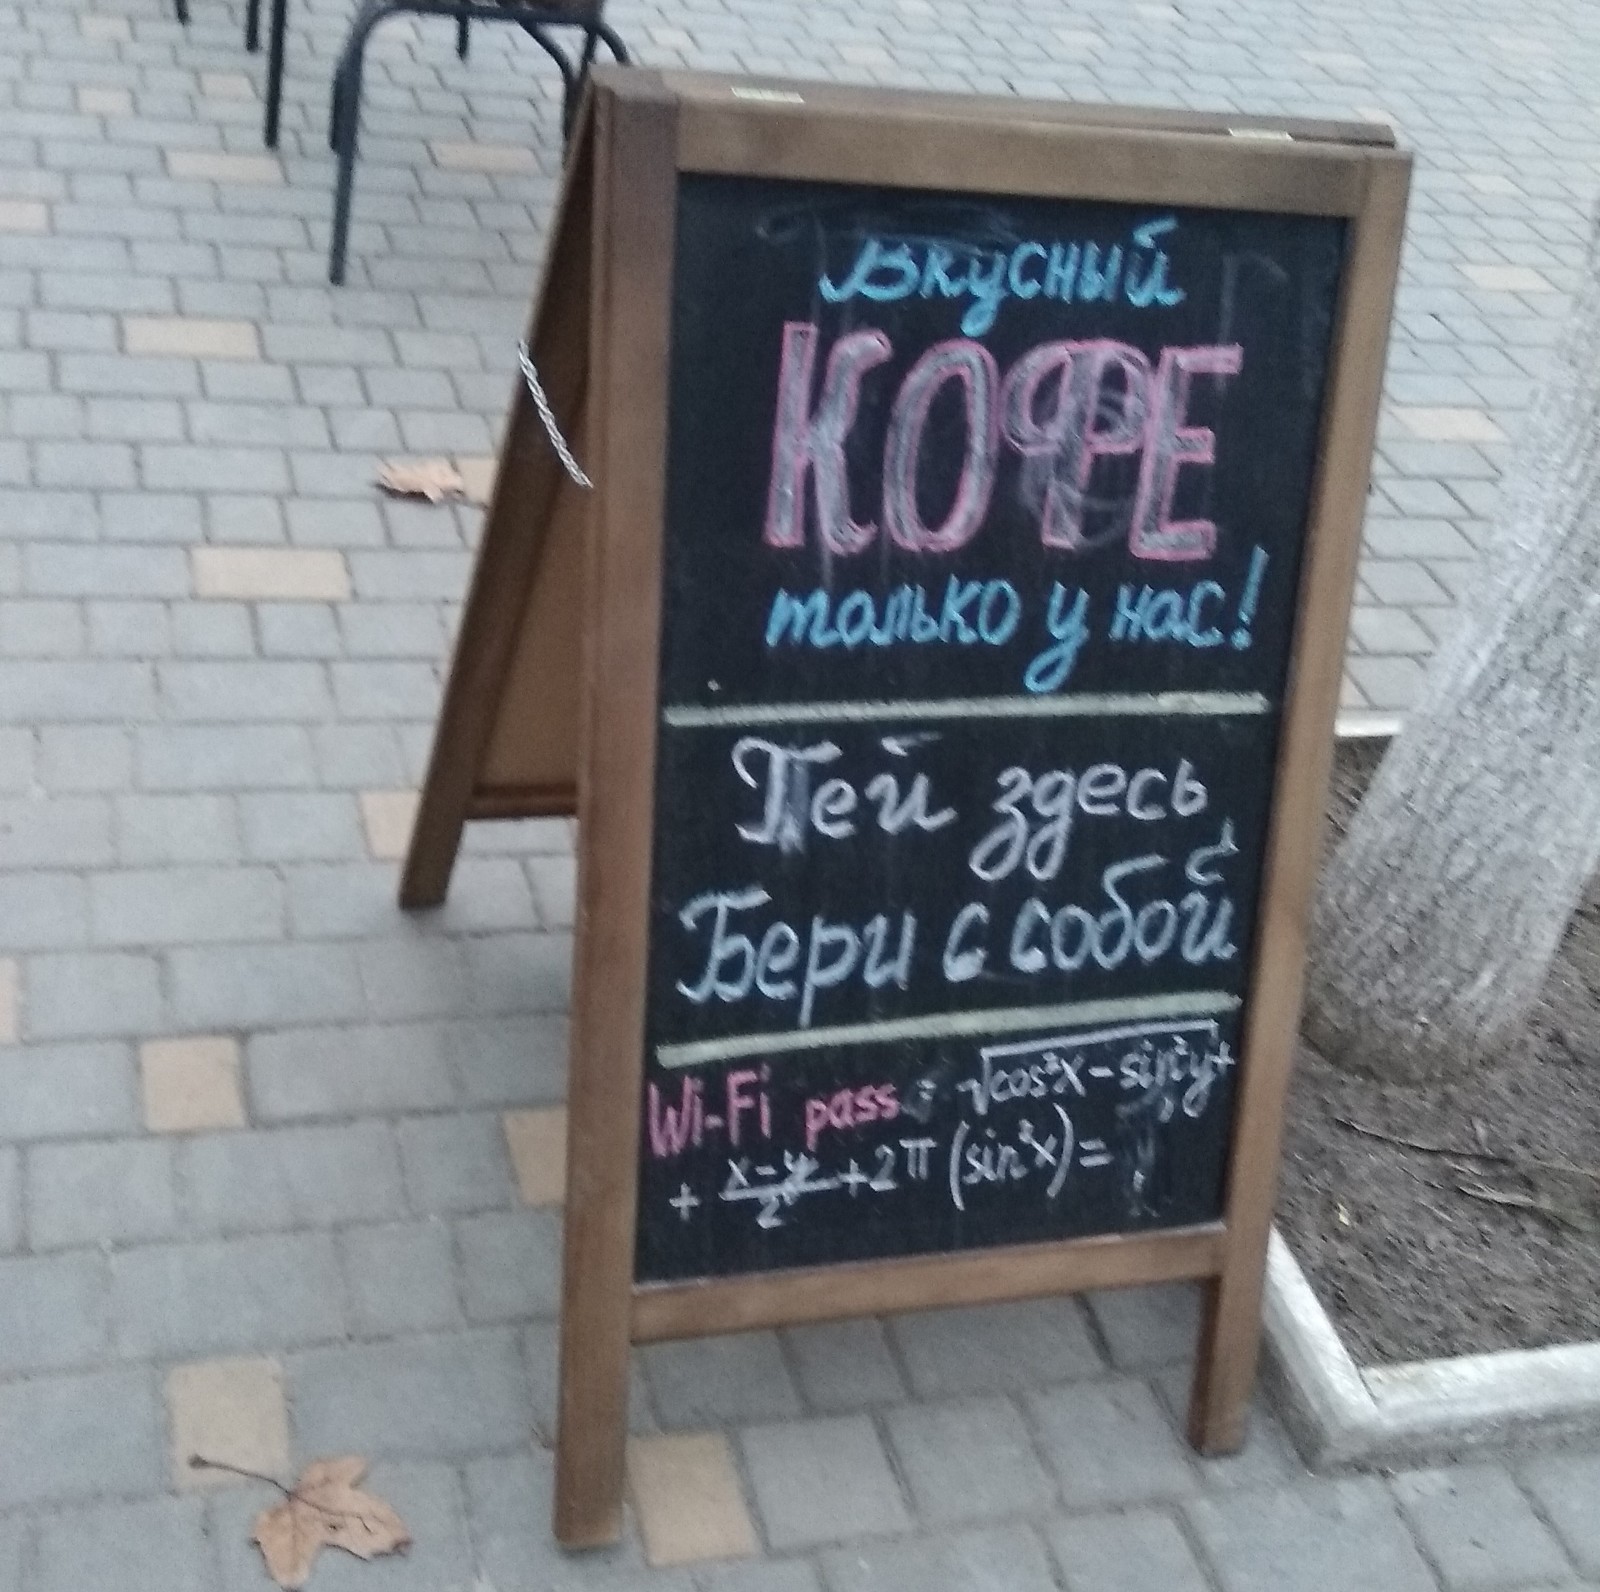 Вкусный
КОФЕ
только у нас!
Пей здесь
Бери с собой
Wi-Fi pass = √cos²x - sin²y +
+ x-y/2 + 2π (sin²x) =